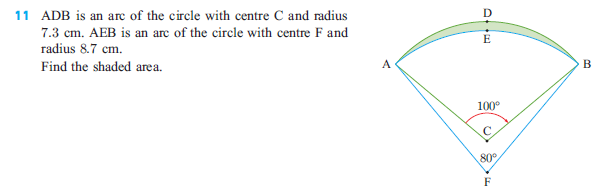 11 ADB is an arc of the circle with centre C and radius
7.3 cm. AEB is an arc of the circle with centre F and
radius 8.7 cm.
Find the shaded area.
D
E
A
B
100°
C
80°
F